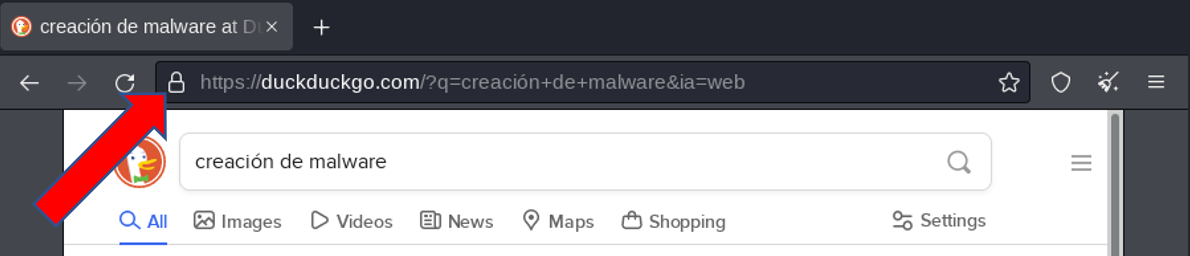 creación de malware at D
https://duckduckgo.com/?q=creación+de+malware&ia=web
creación de malware
All Images Videos News Maps Shopping Settings